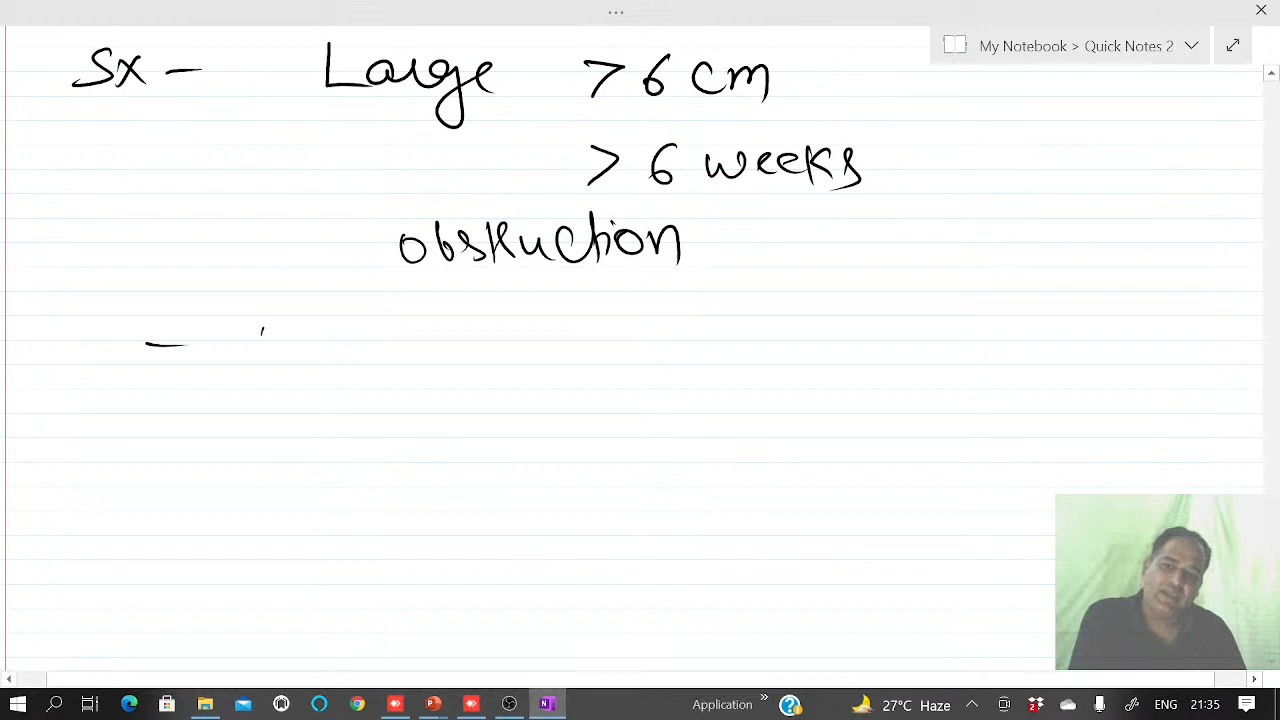 ...
My Notebook > Quick Notes 2
Sx - Large > 6 cm
> 6 weeks
obstruction
-
Application
27°C Haze
ENG
21:35